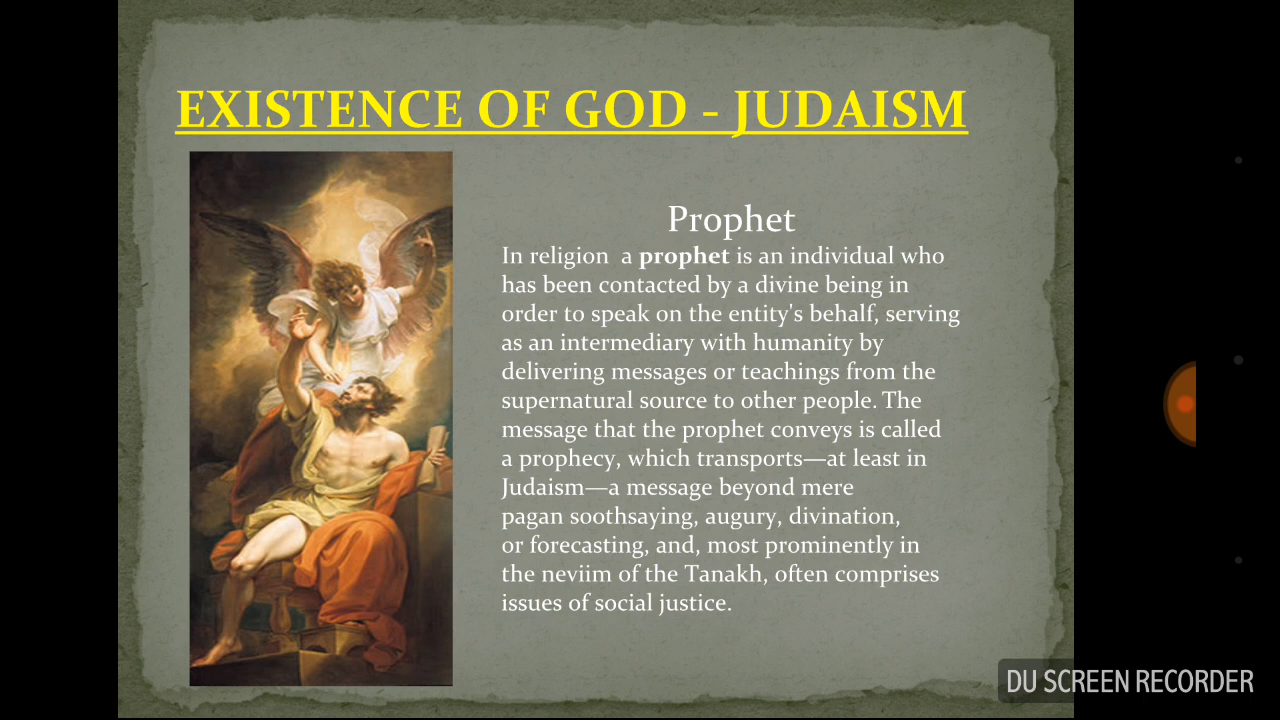 EXISTENCE OF GOD - JUDAISM
Prophet
In religion  a prophet is an individual who
has been contacted by a divine being in
order to speak on the entity's behalf, serving
as an intermediary with humanity by
delivering messages or teachings from the
supernatural source to other people. The
message that the prophet conveys is called
a prophecy, which transports—at least in
Judaism—a message beyond mere
pagan soothsaying, augury, divination,
or forecasting, and, most prominently in
the neviim of the Tanakh, often comprises
issues of social justice.
DU SCREEN RECORDER